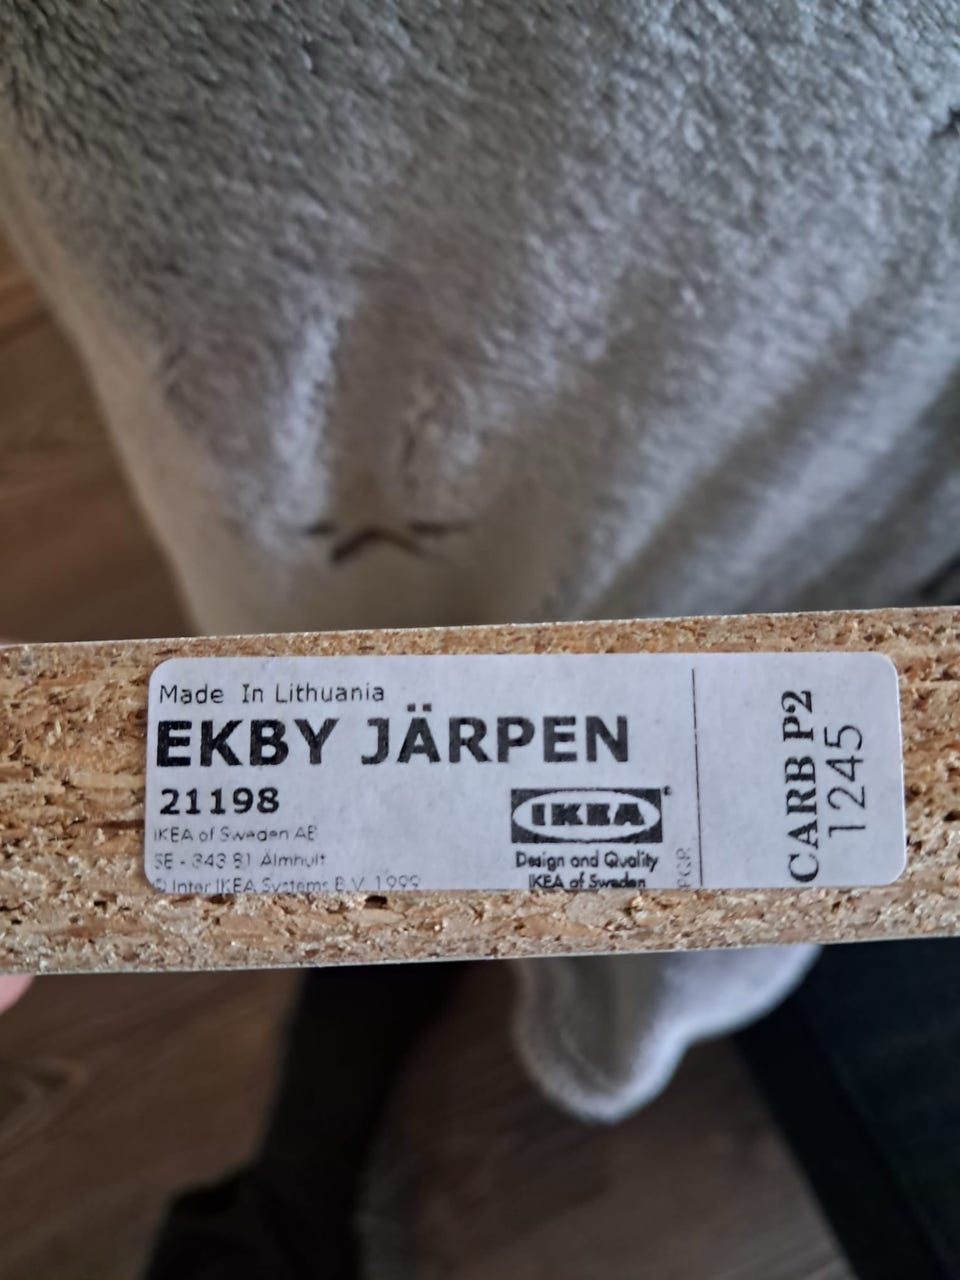 Made In Lithuania
EKBY JÄRPEN
21198
IKEA of Sweden AB
SE - 343 81 Älmhult
© Inter IKEA Systems B.V. 1999
IKEA
®
Design and Quality
IKEA of Sweden
CARB P2
1245